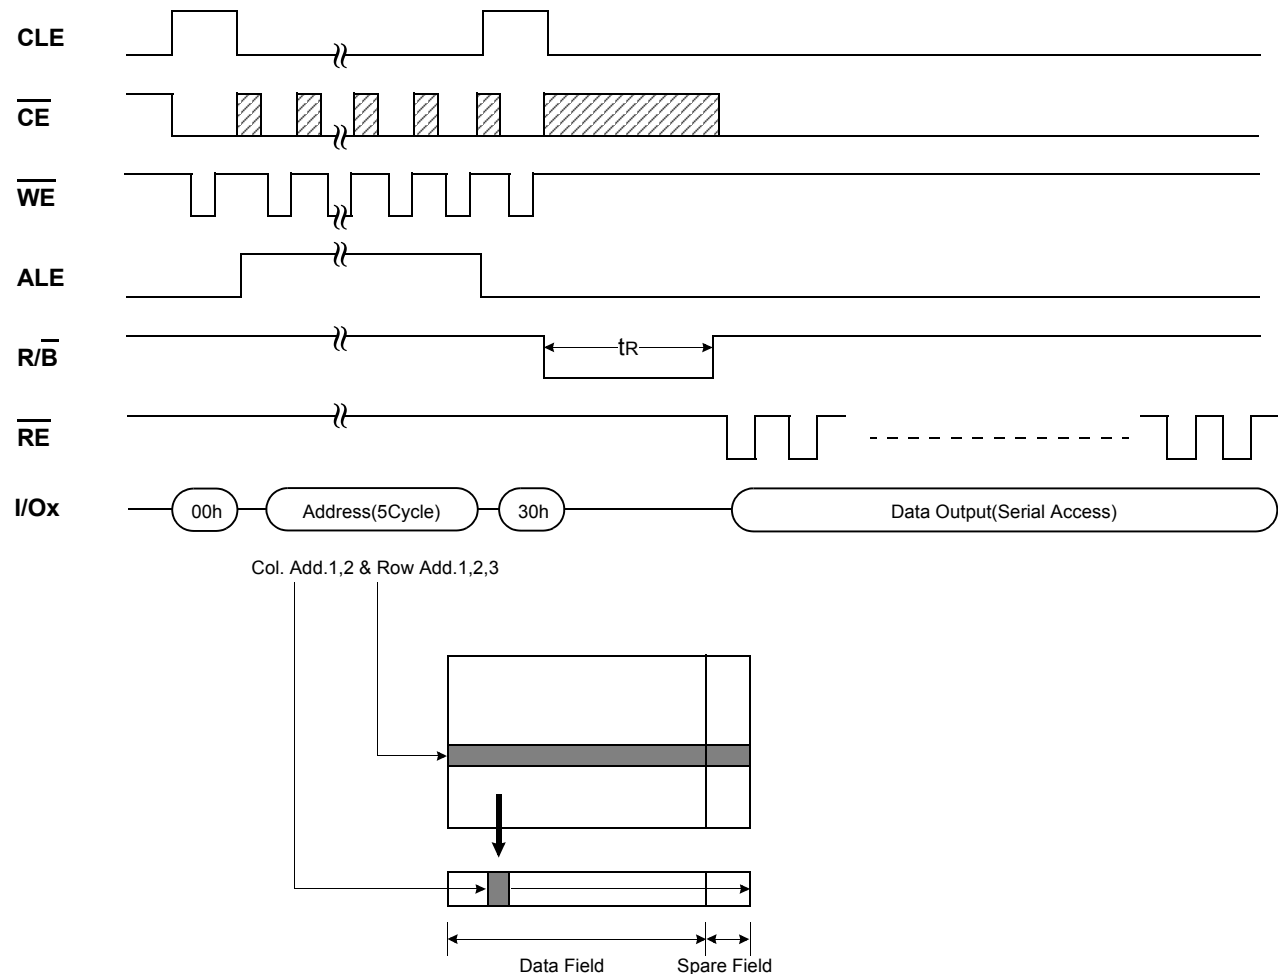 CLE
CE
WE
ALE
R/B
tR
RE
I/Ox
00h
Address(5Cycle)
30h
Data Output(Serial Access)
Col. Add.1,2 & Row Add.1,2,3
Data Field
Spare Field